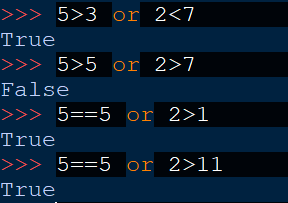 >>> 5>3 or 2<7
True
>>> 5>5 or 2>7
False
>>> 5==5 or 2>1
True
>>> 5==5 or 2>11
True